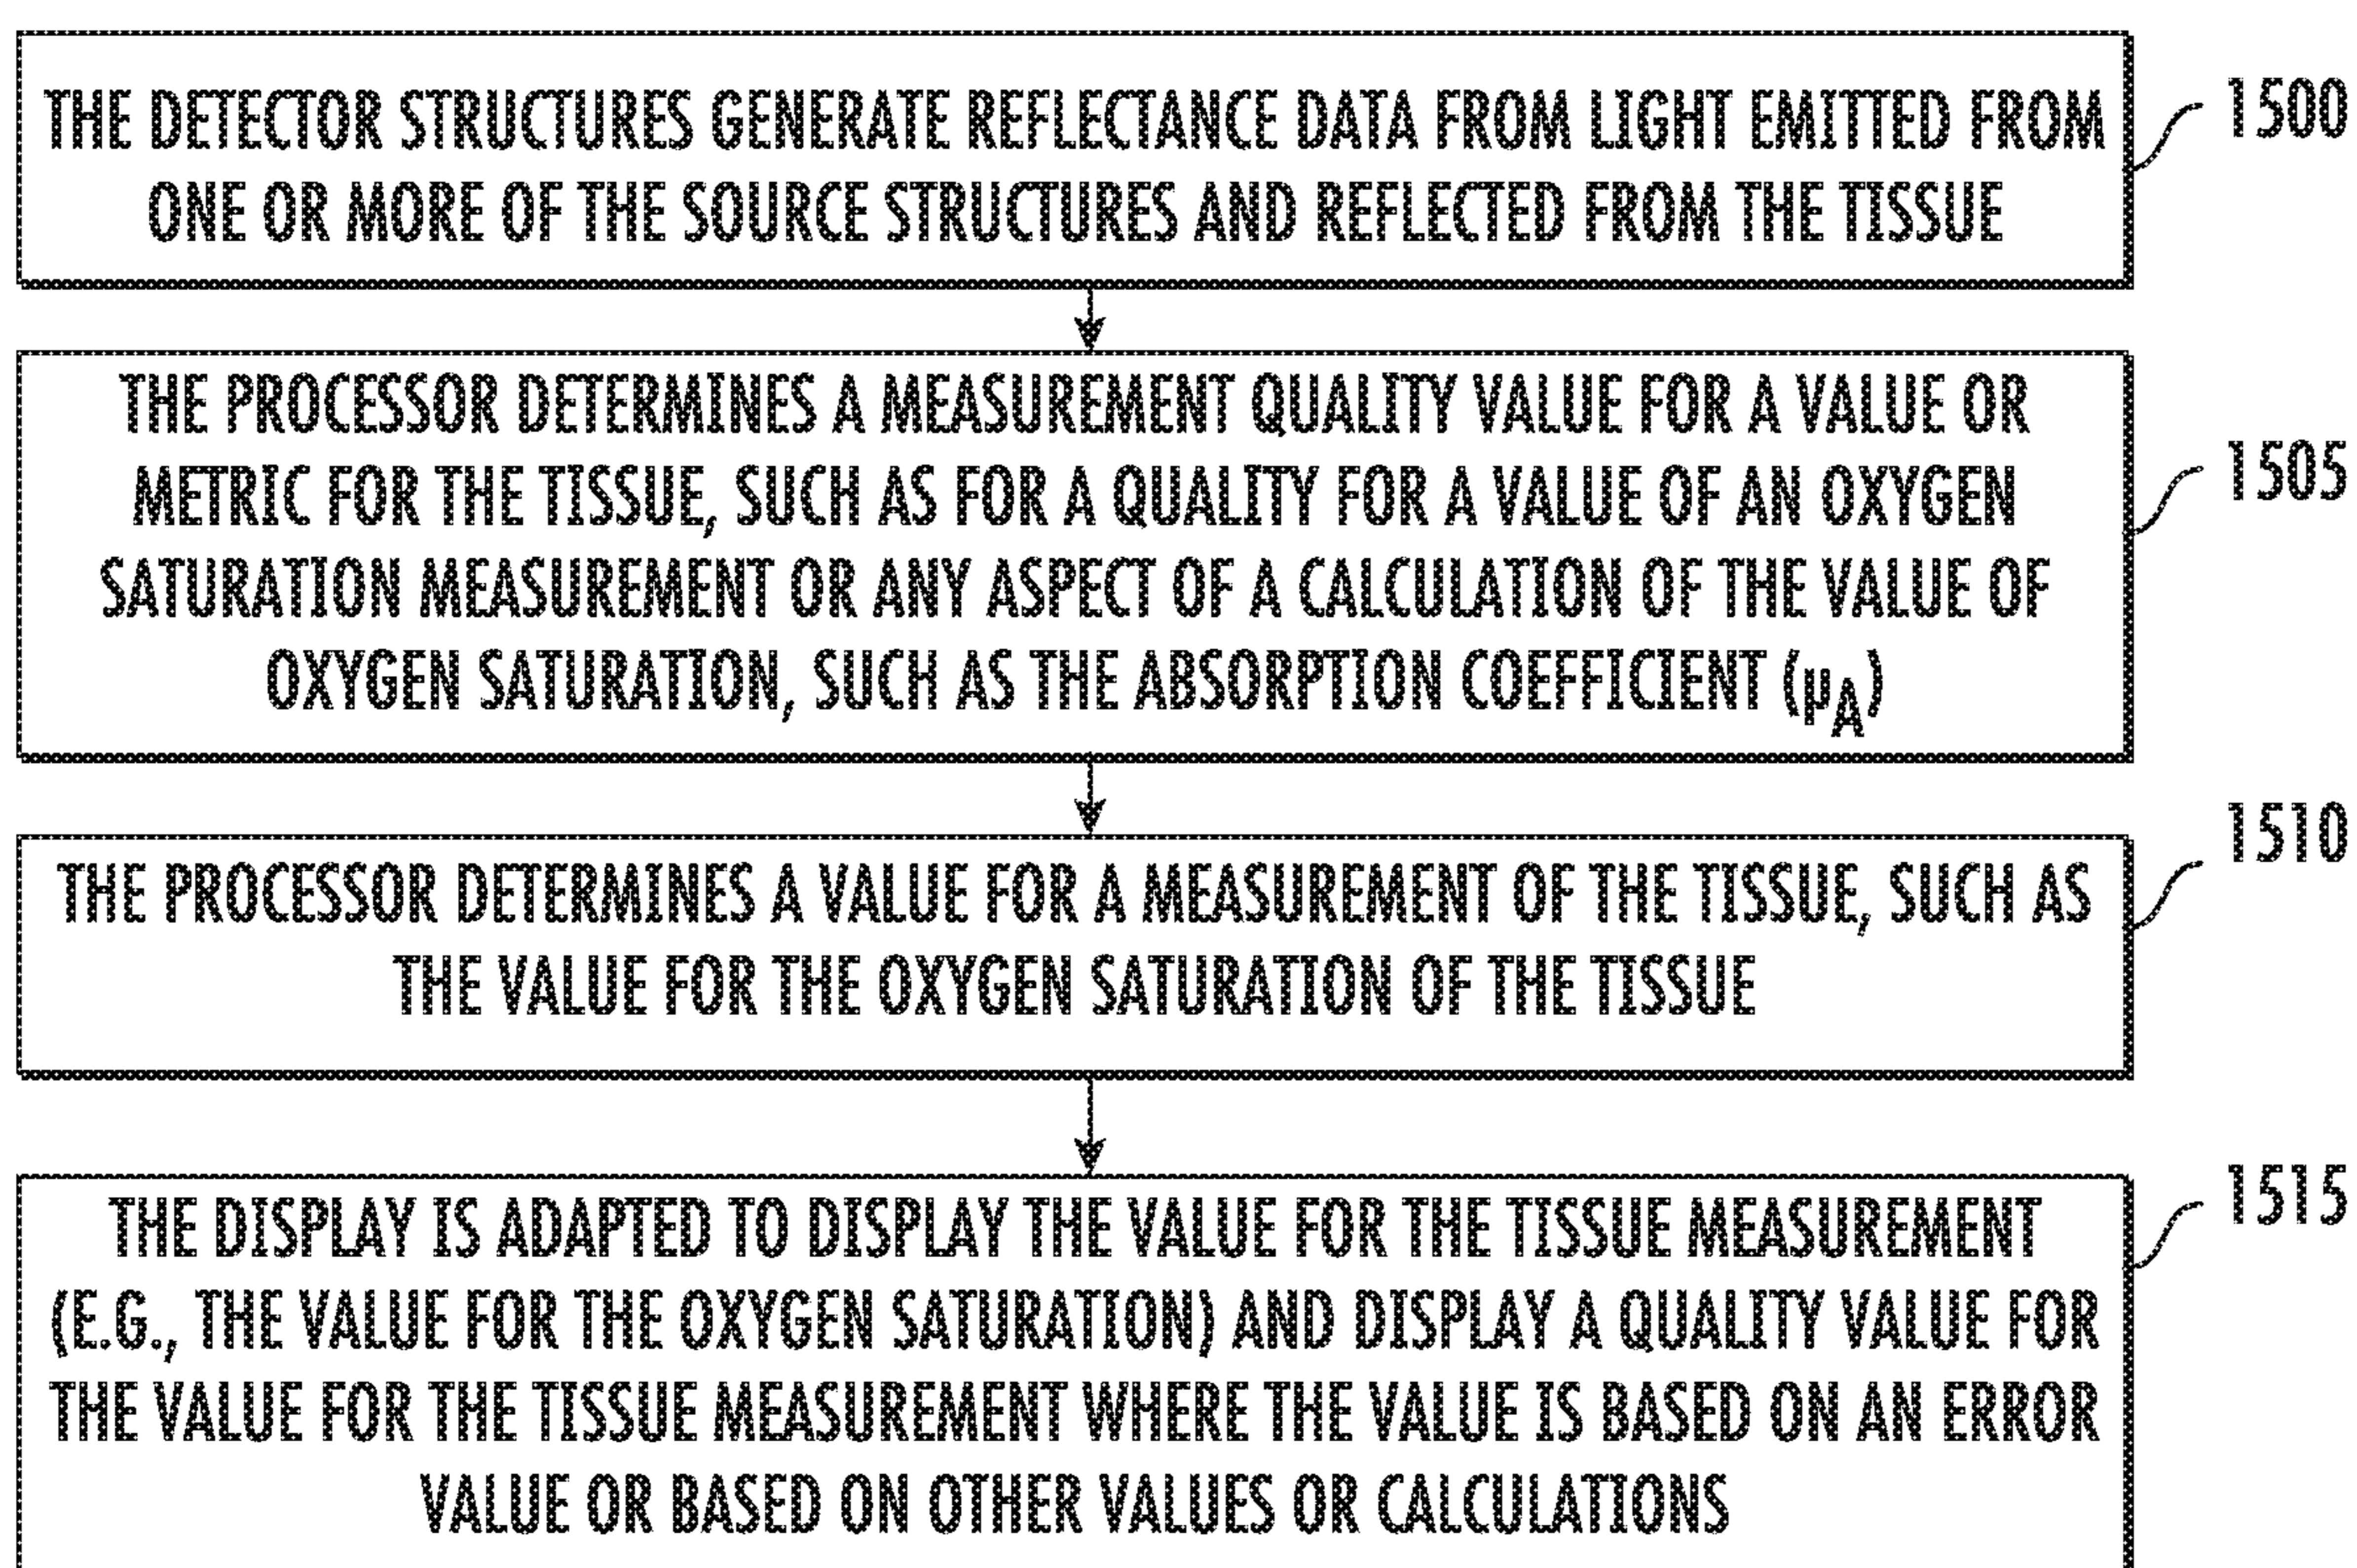 THE DETECTOR STRUCTURES GENERATE REFLECTANCE DATA FROM LIGHT EMITTED FROM
ONE OR MORE OF THE SOURCE STRUCTURES AND REFLECTED FROM THE TISSUE
1500
THE PROCESSOR DETERMINES A MEASUREMENT QUALITY VALUE FOR A VALUE OR
METRIC FOR THE TISSUE, SUCH AS FOR A QUALITY FOR A VALUE OF AN OXYGEN
SATURATION MEASUREMENT OR ANY ASPECT OF A CALCULATION OF THE VALUE OF
OXYGEN SATURATION, SUCH AS THE ABSORPTION COEFFICIENT (μA)
1505
THE PROCESSOR DETERMINES A VALUE FOR A MEASUREMENT OF THE TISSUE, SUCH AS
THE VALUE FOR THE OXYGEN SATURATION OF THE TISSUE
1510
THE DISPLAY IS ADAPTED TO DISPLAY THE VALUE FOR THE TISSUE MEASUREMENT
(E.G., THE VALUE FOR THE OXYGEN SATURATION) AND DISPLAY A QUALITY VALUE FOR
THE VALUE FOR THE TISSUE MEASUREMENT WHERE THE VALUE IS BASED ON AN ERROR
VALUE OR BASED ON OTHER VALUES OR CALCULATIONS
1515